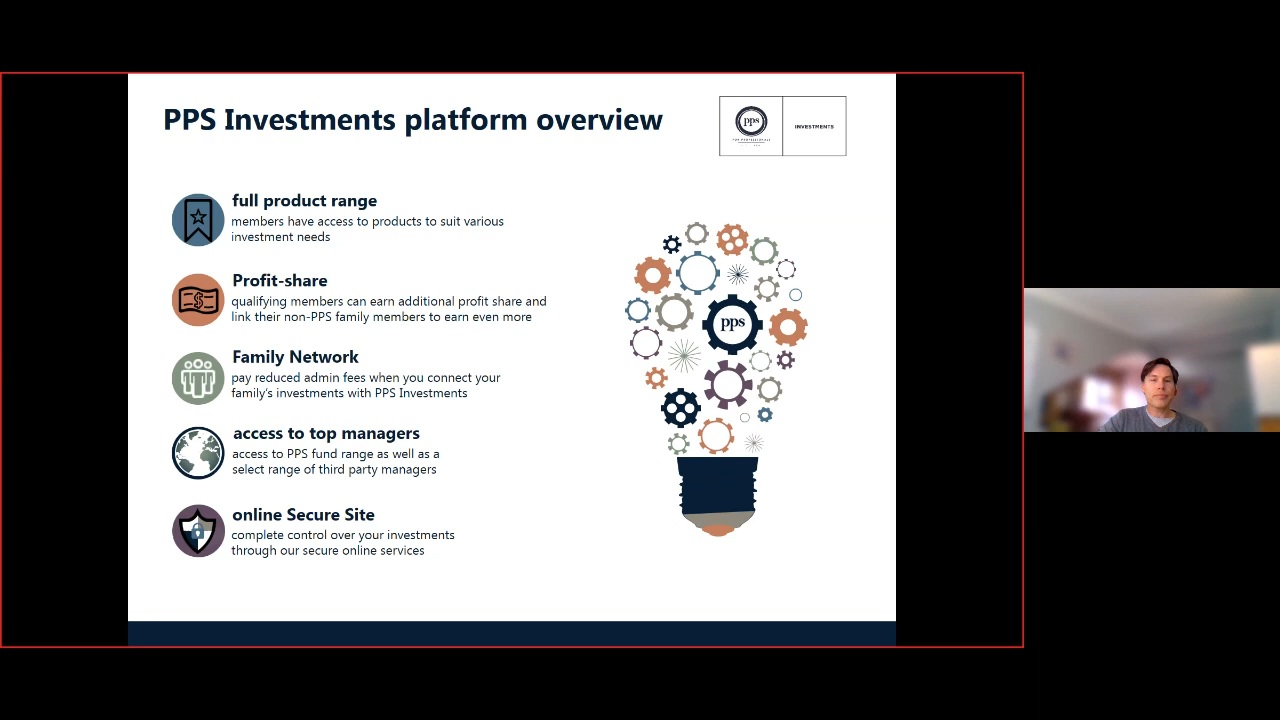 PPS Investments platform overview
pps
FOR PROFESSIONALS
INVESTMENTS
full product range
members have access to products to suit various
investment needs
Profit-share
qualifying members can earn additional profit share and
link their non-PPS family members to earn even more
Family Network
pay reduced admin fees when you connect your
family's investments with PPS Investments
access to top managers
access to PPS fund range as well as a
select range of third party managers
online Secure Site
complete control over your investments
through our secure online services
pps